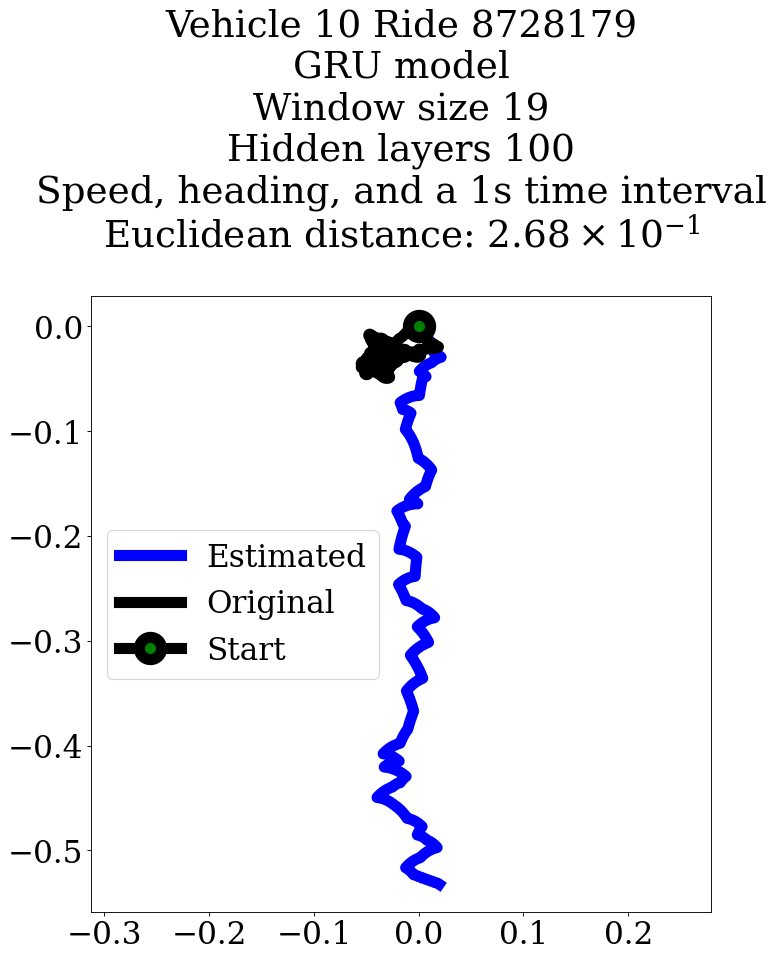 Vehicle 10 Ride 8728179
GRU model
Window size 19
Hidden layers 100
Speed, heading, and a 1s time interval
Euclidean distance: 2.68 × 10⁻¹
0.0
−0.1
−0.2
−0.3
−0.4
−0.5
Estimated
Original
Start
−0.3 −0.2 −0.1 0.0 0.1 0.2